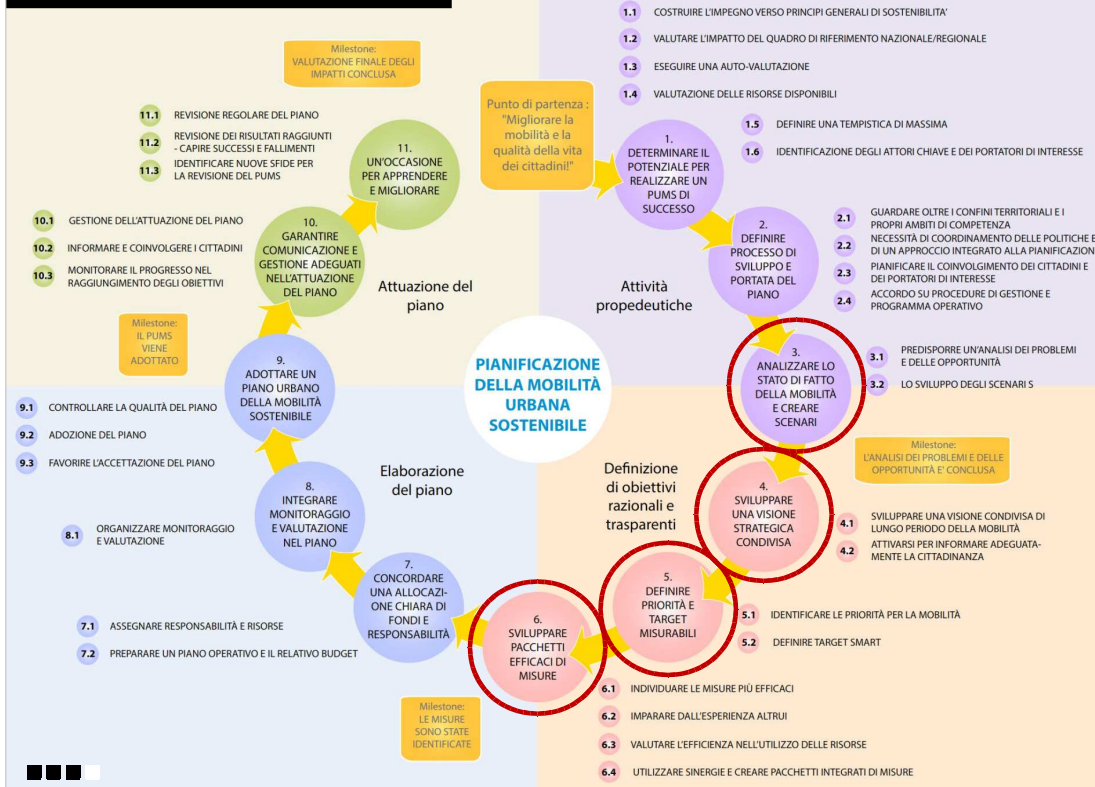 1.1 COSTRUIRE L'IMPEGNO VERSO PRINCIPI GENERALI DI SOSTENIBILITA'
1.2 VALUTARE L'IMPATTO DEL QUADRO DI RIFERIMENTO NAZIONALE/REGIONALE
1.3 ESEGUIRE UNA AUTO-VALUTAZIONE
1.4 VALUTAZIONE DELLE RISORSE DISPONIBILI
1.5 DEFINIRE UNA TEMPISTICA DI MASSIMA
1.6 IDENTIFICAZIONE DEGLI ATTORI CHIAVE E DEI PORTATORI DI INTERESSE
Punto di partenza :
"Migliorare la
mobilità e la
qualità della vita
dei cittadini!"
1.
DETERMINARE IL
POTENZIALE PER
REALIZZARE UN
PUMS DI
SUCCESSO
2.
DEFINIRE
PROCESSO DI
SVILUPPO E
PORTATA DEL
PIANO
2.1 GUARDARE OLTRE I CONFINI TERRITORIALI E I
PROPRI AMBITI DI COMPETENZA
2.2 NECESSITÀ DI COORDINAMENTO DELLE POLITICHE E
DI UN APPROCCIO INTEGRATO ALLA PIANIFICAZION
2.3 PIANIFICARE IL COINVOLGIMENTO DEI CITTADINI E
DEI PORTATORI DI INTERESSE
2.4 ACCORDO SU PROCEDURE DI GESTIONE E
PROGRAMMA OPERATIVO
Attività
propedeutiche
3.
ANALIZZARE LO
STATO DI FATTO
DELLA MOBILITÀ
E CREARE
SCENARI
3.1 PREDISPORRE UN'ANALISI DEI PROBLEMI
E DELLE OPPORTUNITÀ
3.2 LO SVILUPPO DEGLI SCENARI S
Milestone:
L'ANALISI DEI PROBLEMI E DELLE
OPPORTUNITA E' CONCLUSA
Definizione
di obiettivi
razionali e
trasparenti
4.
SVILUPPARE
UNA VISIONE
STRATEGICA
CONDIVISA
4.1 SVILUPPARE UNA VISIONE CONDIVISA DI
LUNGO PERIODO DELLA MOBILITÀ
4.2 ATTIVARSI PER INFORMARE ADEGUATA-
MENTE LA CITTADINANZA
5.
DEFINIRE
PRIORITÀ E
TARGET
MISURABILI
5.1 IDENTIFICARE LE PRIORITÀ PER LA MOBILITÀ
5.2 DEFINIRE TARGET SMART
6.
SVILUPPARE
PACCHETTI
EFFICACI DI
MISURE
6.1 INDIVIDUARE LE MISURE PIÙ EFFICACI
6.2 IMPARARE DALL'ESPERIENZA ALTRUI
6.3 VALUTARE L'EFFICIENZA NELL'UTILIZZO DELLE RISORSE
6.4 UTILIZZARE SINERGIE E CREARE PACCHETTI INTEGRATI DI MISURE
Milestone:
LE MISURE
SONO STATE
IDENTIFICATE
7.
CONCORDARE
UNA ALLOCAZI-
ONE CHIARA DI
FONDI E
RESPONSABILITÀ
7.1 ASSEGNARE RESPONSABILITÀ E RISORSE
7.2 PREPARARE UN PIANO OPERATIVO E IL RELATIVO BUDGET
8.
INTEGRARE
MONITORAGGIO
E VALUTAZIONE
NEL PIANO
8.1 ORGANIZZARE MONITORAGGIO
E VALUTAZIONE
Elaborazione
del piano
9.
ADOTTARE UN
PIANO URBANO
DELLA MOBILITÀ
SOSTENIBILE
9.1 CONTROLLARE LA QUALITÀ DEL PIANO
9.2 ADOZIONE DEL PIANO
9.3 FAVORIRE L'ACCETTAZIONE DEL PIANO
Milestone:
IL PUMS
VIENE
ADOTTATO
10.
GARANTIRE
COMUNICAZIONE E
GESTIONE ADEGUATI
NELL'ATTUAZIONE
DEL PIANO
10.1 GESTIONE DELL'ATTUAZIONE DEL PIANO
10.2 INFORMARE E COINVOLGERE I CITTADINI
10.3 MONITORARE IL PROGRESSO NEL
RAGGIUNGIMENTO DEGLI OBIETTIVI
Attuazione del
piano
11.
UN'OCCASIONE
PER APPRENDERE
E MIGLIORARE
11.1 REVISIONE REGOLARE DEL PIANO
11.2 REVISIONE DEI RISULTATI RAGGIUNTI
- CAPIRE SUCCESSI E FALLIMENTI
11.3 IDENTIFICARE NUOVE SFIDE PER
LA REVISIONE DEL PUMS
Milestone:
VALUTAZIONE FINALE DEGLI
IMPATTI CONCLUSA
PIANIFICAZIONE
DELLA MOBILITÀ
URBANA
SOSTENIBILE